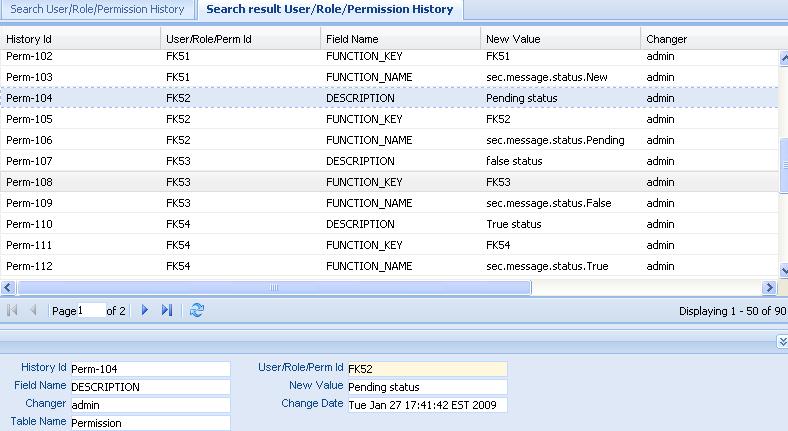 Search User/Role/Permission History Search result User/Role/Permission History
History Id User/Role/Perm Id Field Name New Value Changer
Perm-102 FK51 FUNCTION_KEY FK51 admin
Perm-103 FK51 FUNCTION_NAME sec.message.status.New admin
Perm-104 FK52 DESCRIPTION Pending status admin
Perm-105 FK52 FUNCTION_KEY FK52 admin
Perm-106 FK52 FUNCTION_NAME sec.message.status.Pending admin
Perm-107 FK53 DESCRIPTION false status admin
Perm-108 FK53 FUNCTION_KEY FK53 admin
Perm-109 FK53 FUNCTION_NAME sec.message.status.False admin
Perm-110 FK54 DESCRIPTION True status admin
Perm-111 FK54 FUNCTION_KEY FK54 admin
Perm-112 FK54 FUNCTION_NAME sec.message.status.True admin
Page 1 of 2 Displaying 1 - 50 of 90
History Id Perm-104 User/Role/Perm Id FK52
Field Name DESCRIPTION New Value Pending status
Changer admin Change Date Tue Jan 27 17:41:42 EST 2009
Table Name Permission